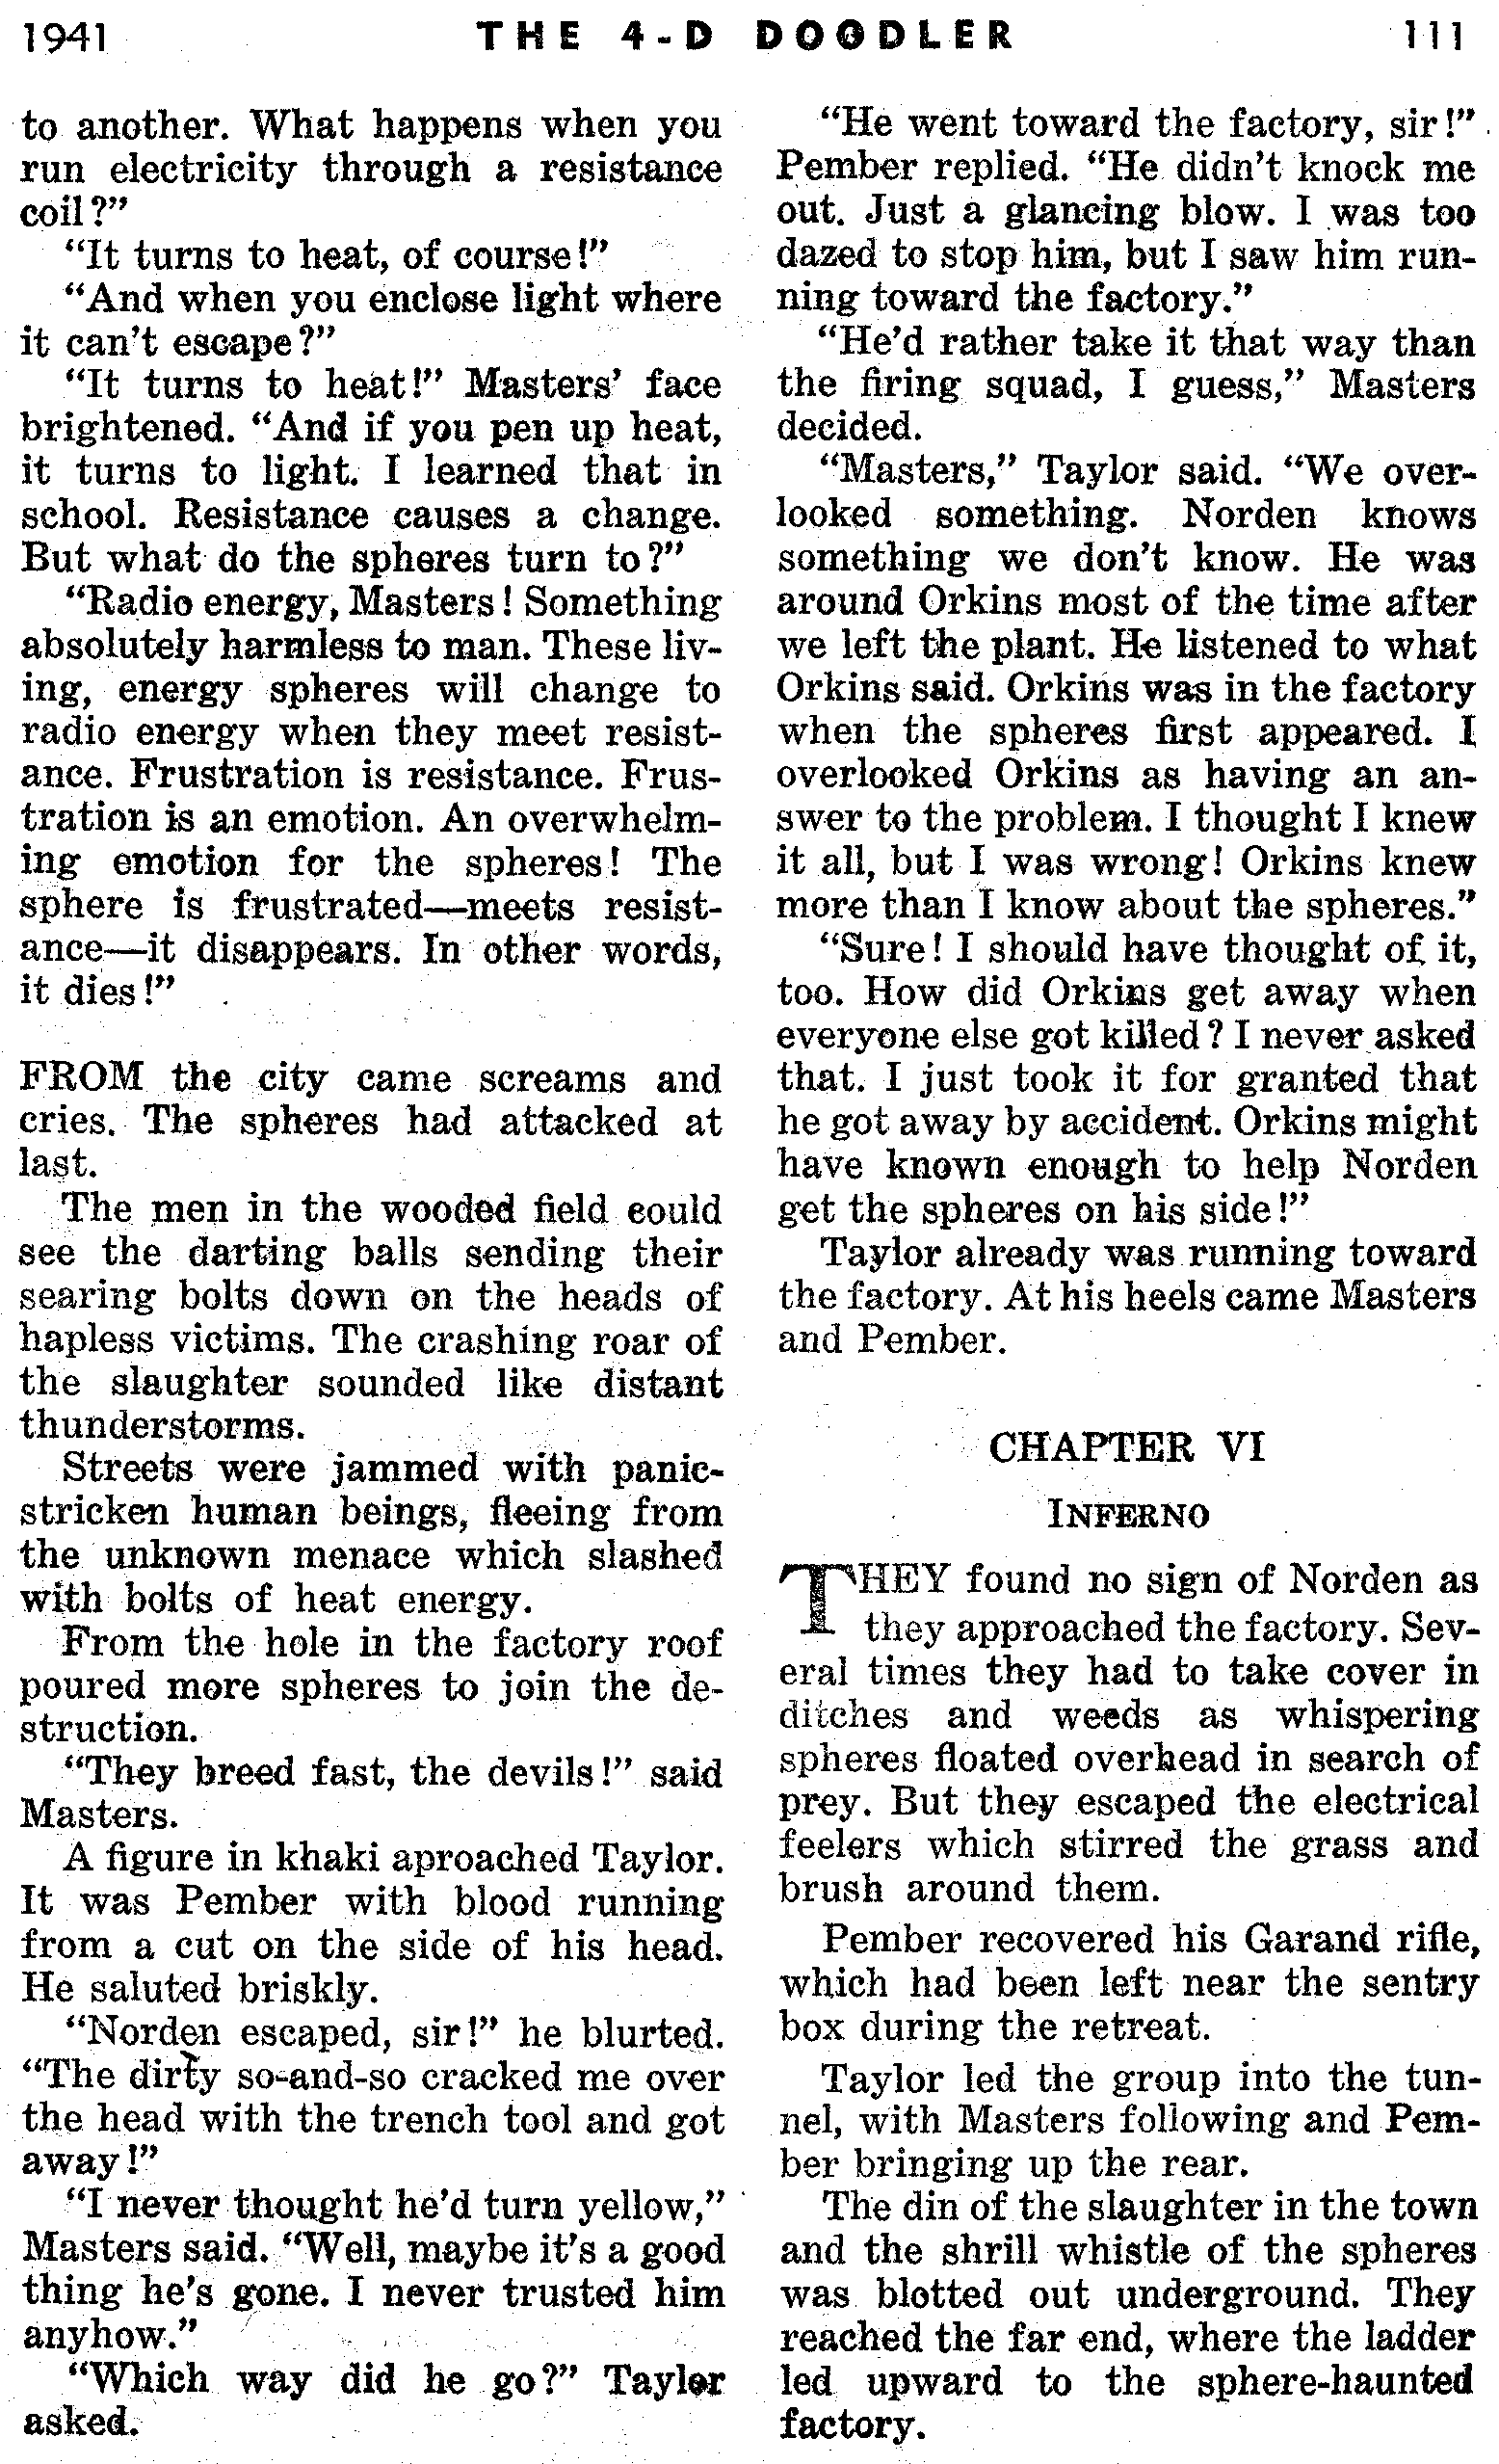 1941 THE 4-D DOODLER 111
to another. What happens when you
run electricity through a resistance
coil?”
“It turns to heat, of course!”
“And when you enclose light where
it can't escape?”
“It turns to heat!” Masters' face
brightened. “And if you pen up heat,
it turns to light. I learned that in
school. Resistance causes a change.
But what do the spheres turn to?”
“Radio energy, Masters! Something
absolutely harmless to man. These liv-
ing, energy spheres will change to
radio energy when they meet resist-
ance. Frustration is resistance. Frus-
tration is an emotion. An overwhelm-
ing emotion for the spheres! The
sphere is frustrated—meets resist-
ance—it disappears. In other words,
it dies!”
FROM the city came screams and
cries. The spheres had attacked at
last.
The men in the wooded field could
see the darting balls sending their
searing bolts down on the heads of
hapless victims. The crashing roar of
the slaughter sounded like distant
thunderstorms.
Streets were jammed with panic-
stricken human beings, fleeing from
the unknown menace which slashed
with bolts of heat energy.
From the hole in the factory roof
poured more spheres to join the de-
struction.
“They breed fast, the devils!” said
Masters.
A figure in khaki aproached Taylor.
It was Pember with blood running
from a cut on the side of his head.
He saluted briskly.
“Norden escaped, sir!” he blurted.
“The dirty so-and-so cracked me over
the head with the trench tool and got
away!”
“I never thought he'd turn yellow,”
Masters said. “Well, maybe it's a good
thing he's gone. I never trusted him
anyhow.”
“Which way did he go?” Taylor
asked.
“He went toward the factory, sir!”
Pember replied. “He didn't knock me
out. Just a glancing blow. I was too
dazed to stop him, but I saw him run-
ning toward the factory.”
“He'd rather take it that way than
the firing squad, I guess,” Masters
decided.
“Masters,” Taylor said. “We over-
looked something. Norden knows
something we don't know. He was
around Orkins most of the time after
we left the plant. He listened to what
Orkins said. Orkins was in the factory
when the spheres first appeared. I
overlooked Orkins as having an an-
swer to the problem. I thought I knew
it all, but I was wrong! Orkins knew
more than I know about the spheres.”
“Sure! I should have thought of it,
too. How did Orkins get away when
everyone else got killed? I never asked
that. I just took it for granted that
he got away by accident. Orkins might
have known enough to help Norden
get the spheres on his side!”
Taylor already was running toward
the factory. At his heels came Masters
and Pember.
CHAPTER VI
INFERNO
THEY found no sign of Norden as
they approached the factory. Sev-
eral times they had to take cover in
ditches and weeds as whispering
spheres floated overhead in search of
prey. But they escaped the electrical
feelers which stirred the grass and
brush around them.
Pember recovered his Garand rifle,
which had been left near the sentry
box during the retreat.
Taylor led the group into the tun-
nel, with Masters following and Pem-
ber bringing up the rear.
The din of the slaughter in the town
and the shrill whistle of the spheres
was blotted out underground. They
reached the far end, where the ladder
led upward to the sphere-haunted
factory.